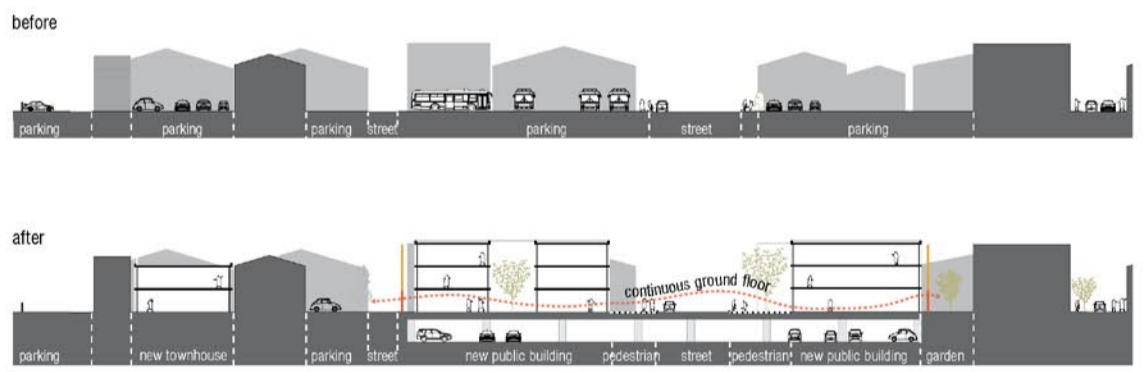 before
parking parking parking street parking street parking
after
continuous ground floor
parking new townhouse parking street new public building pedestrian street pedestrian new public building garden